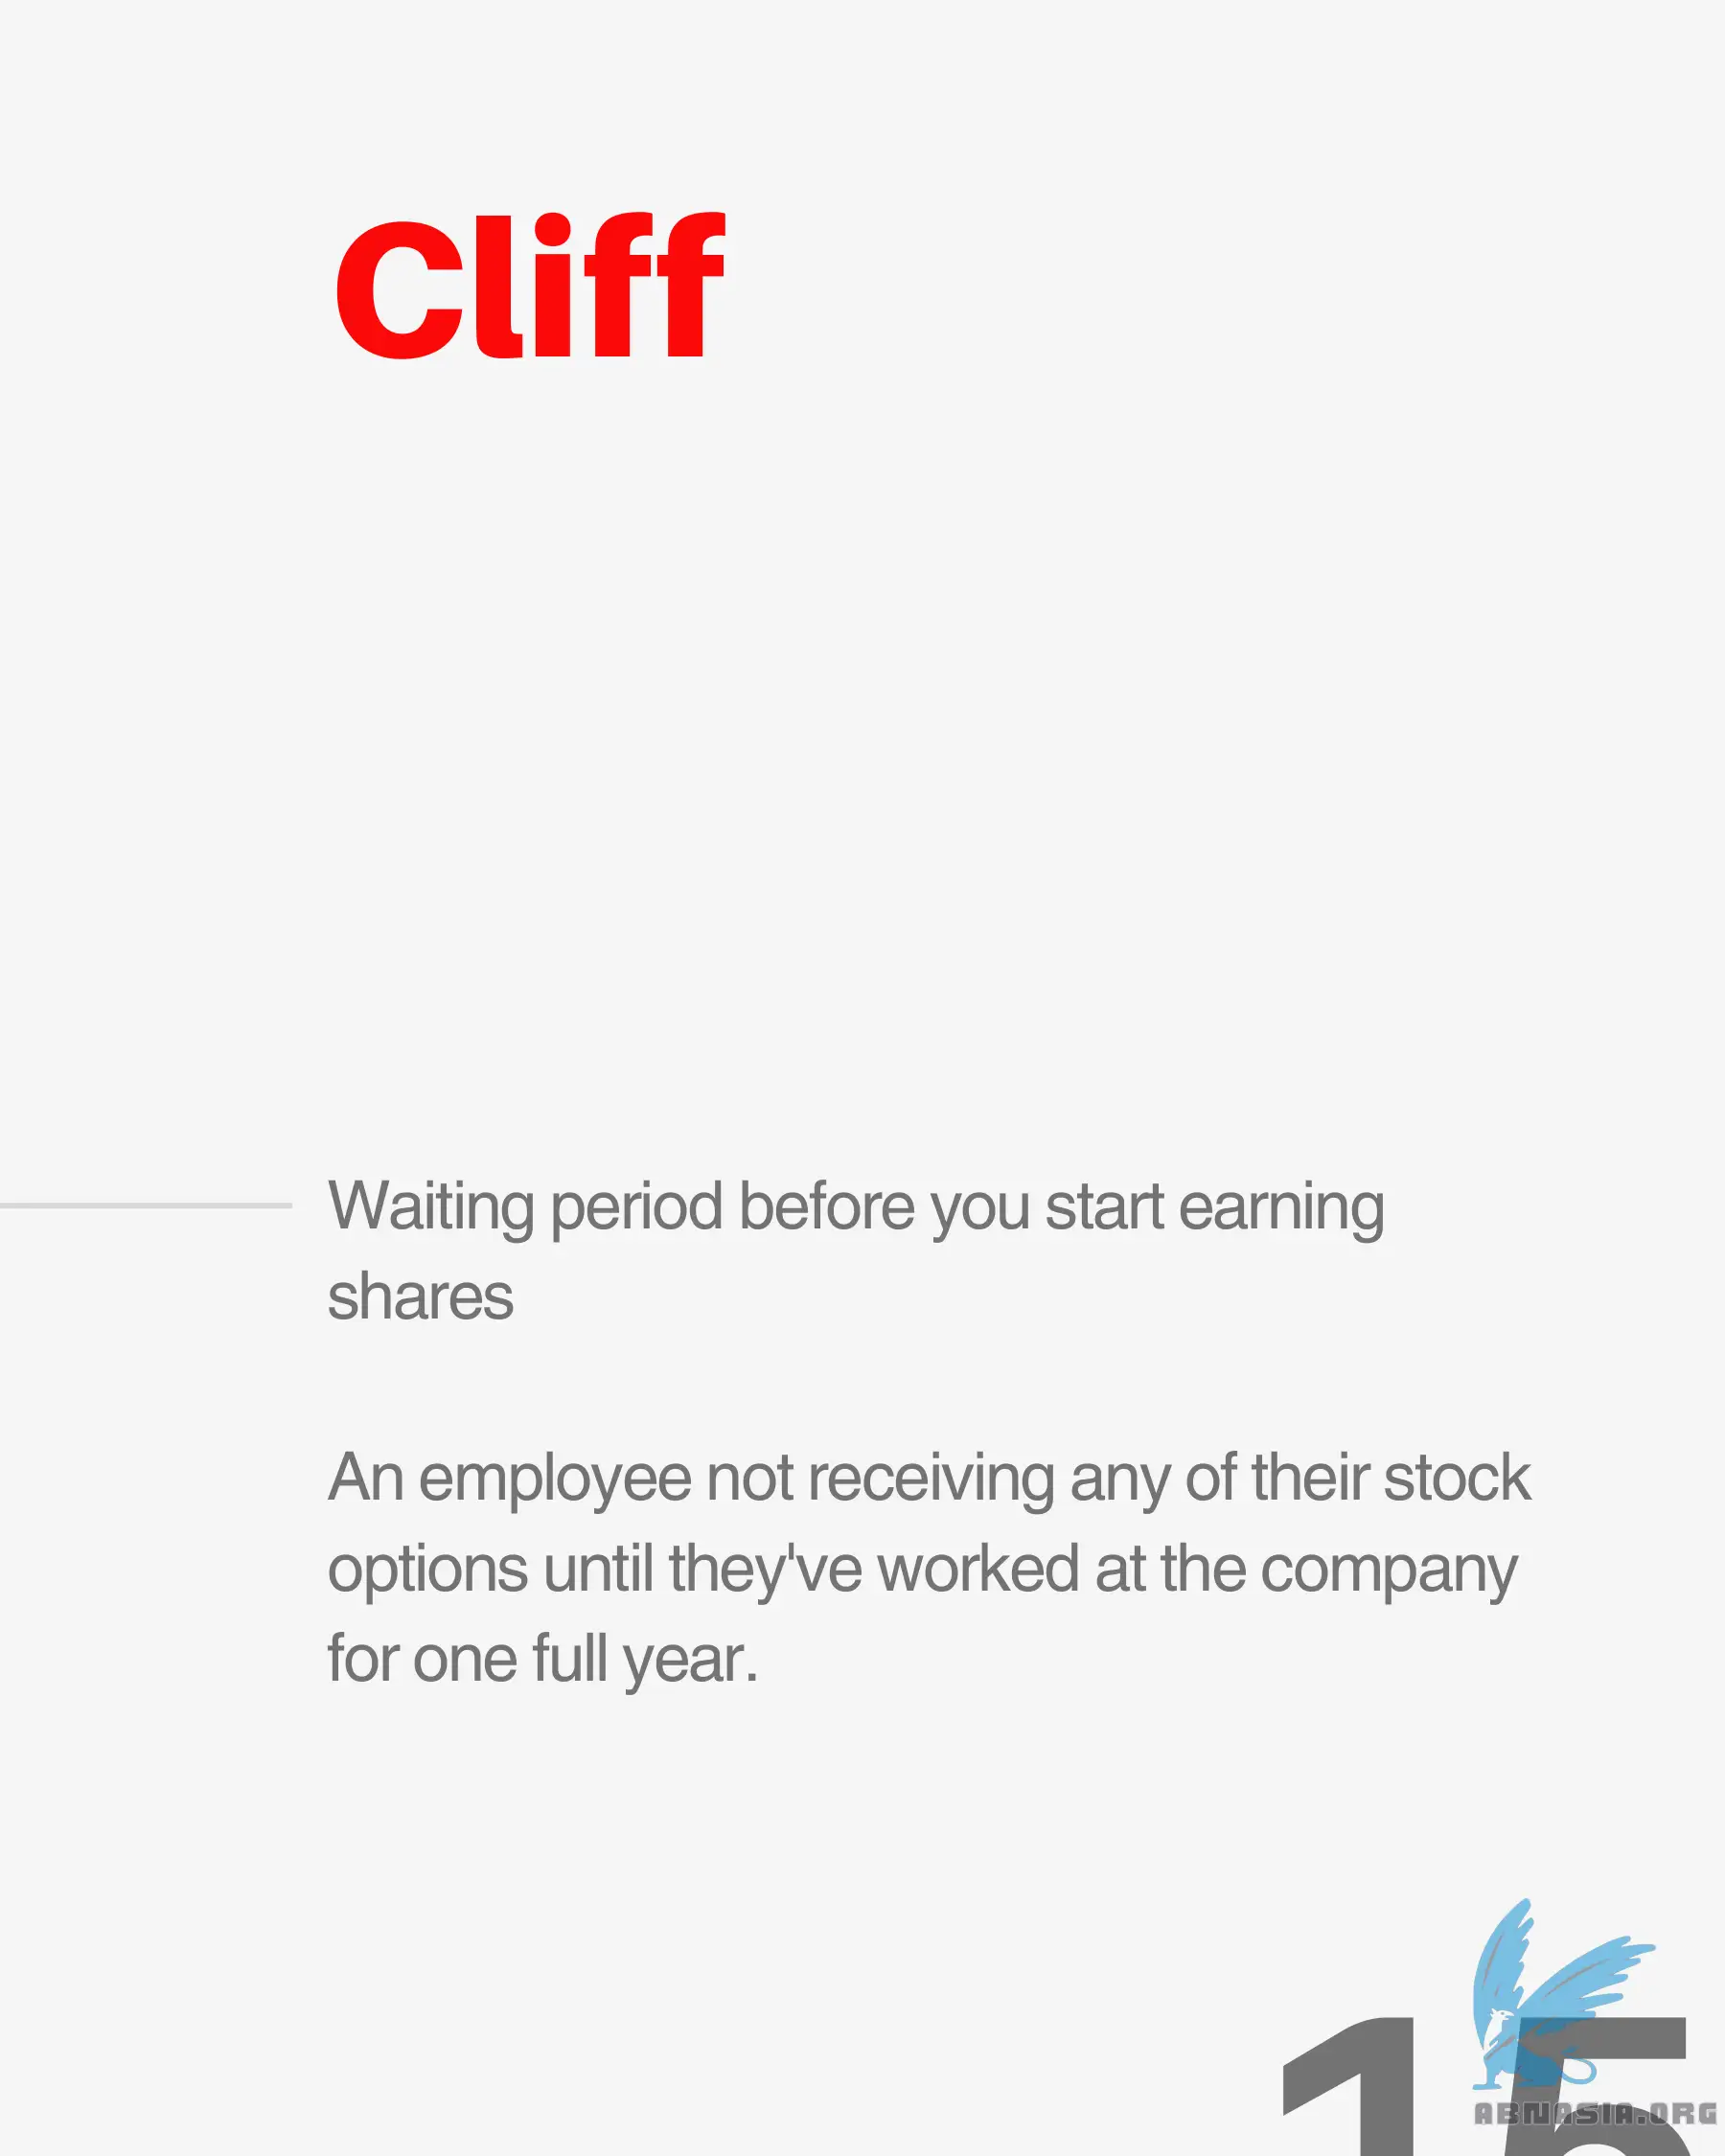 Cliff
Waiting period before you start earning
shares
An employee not receiving any of their stock
options until they've worked at the company
for one full year.
15
ABNASIA.ORG